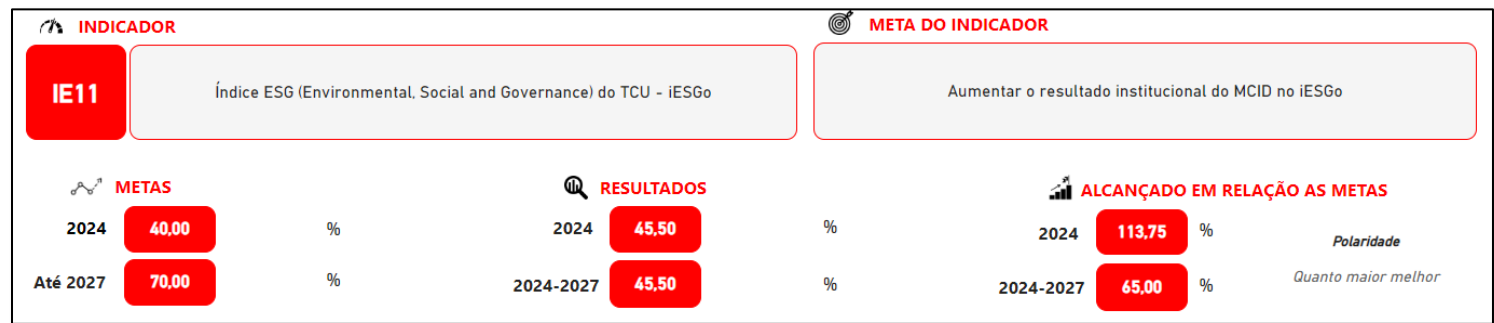 INDICADOR
META DO INDICADOR
IE11
Índice ESG (Environmental, Social and Governance) do TCU - iESGo
Aumentar o resultado institucional do MCID no iESGo
METAS
RESULTADOS
ALCANÇADO EM RELAÇÃO AS METAS
2024 40,00 %
2024 45,50 %
2024 113,75 %
Polaridade
Até 2027 70,00 %
2024-2027 45,50 %
2024-2027 65,00 %
Quanto maior melhor